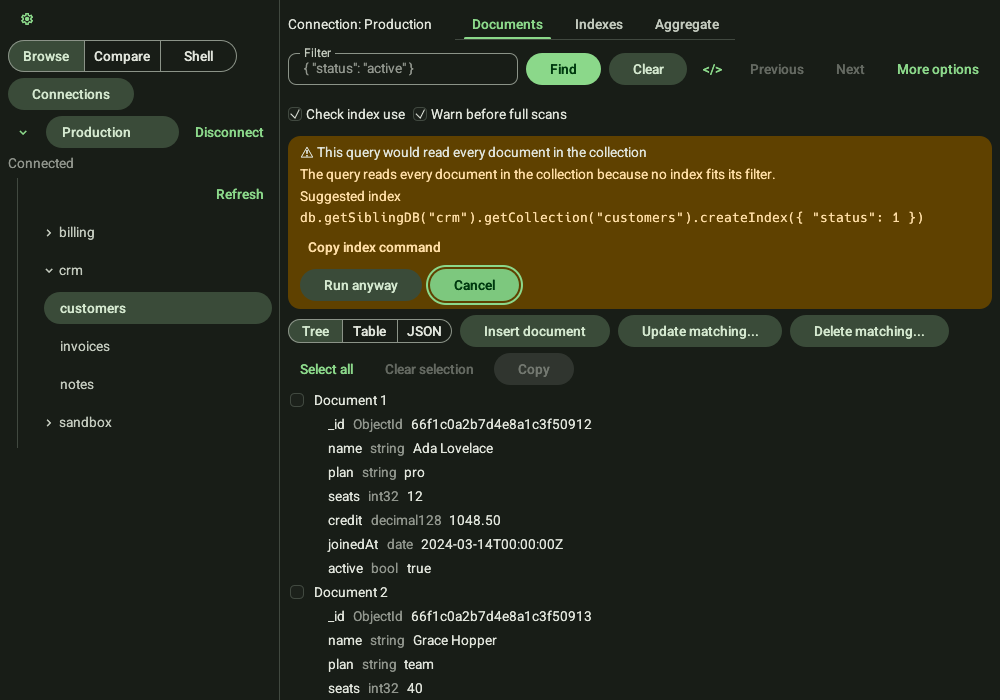 Connection: Production
Documents
Indexes
Aggregate
Browse
Compare
Shell
Filter
{ "status": "active" }
Find
Clear
</>
Previous
Next
More options
Connections
Production
Disconnect
Connected
Refresh
billing
crm
customers
invoices
notes
sandbox
Check index use
Warn before full scans
⚠ This query would read every document in the collection
The query reads every document in the collection because no index fits its filter.
Suggested index
db.getSiblingDB("crm").getCollection("customers").createIndex({ "status": 1 })
Copy index command
Run anyway
Cancel
Tree
Table
JSON
Insert document
Update matching...
Delete matching...
Select all
Clear selection
Copy
Document 1
_id ObjectId 66f1c0a2b7d4e8a1c3f50912
name string Ada Lovelace
plan string pro
seats int32 12
credit decimal128 1048.50
joinedAt date 2024-03-14T00:00:00Z
active bool true
Document 2
_id ObjectId 66f1c0a2b7d4e8a1c3f50913
name string Grace Hopper
plan string team
seats int32 40